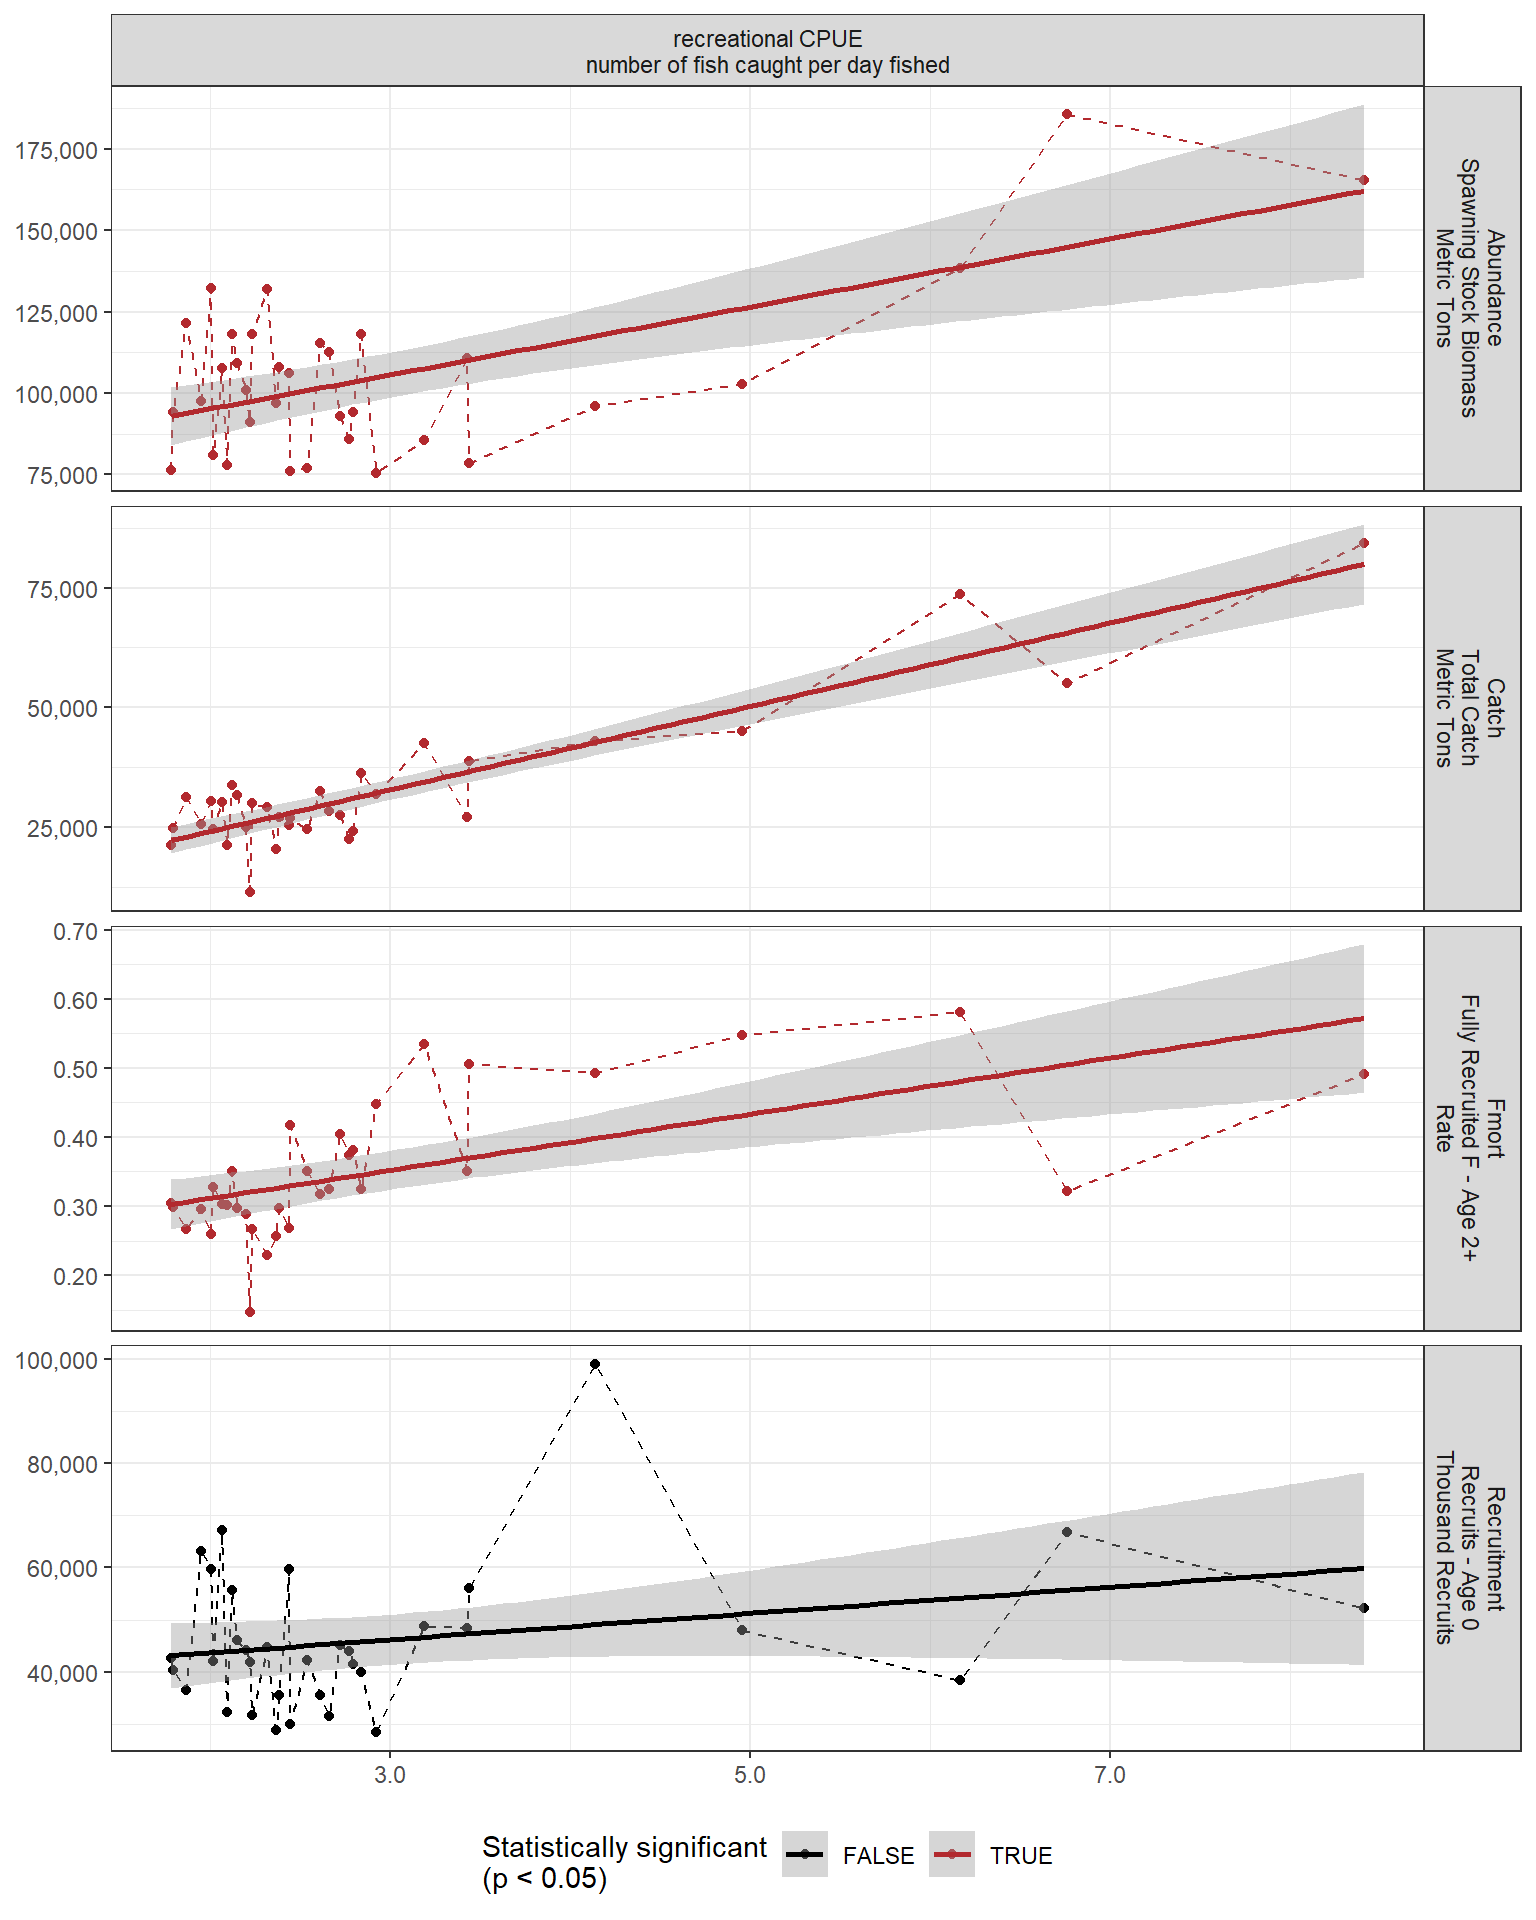 recreational CPUE
number of fish caught per day fished
175,000
150,000
125,000
100,000
75,000
Abundance
Spawning Stock Biomass
Metric Tons
75,000
50,000
25,000
Catch
Total Catch
Metric Tons
0.70
0.60
0.50
0.40
0.30
0.20
Fmort
Fully Recruited F - Age 2+
Rate
100,000
80,000
60,000
40,000
Recruitment
Recruits - Age 0
Thousand Recruits
3.0
5.0
7.0
Statistically significant
(p < 0.05)
FALSE
TRUE